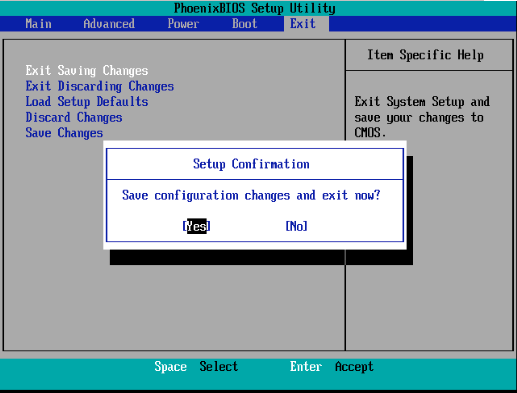 PhoenixBIOS Setup Utility
Main Advanced Power Boot Exit
Exit Saving Changes
Exit Discarding Changes
Load Setup Defaults
Discard Changes
Save Changes
Item Specific Help
Exit System Setup and
save your changes to
CMOS.
Setup Confirmation
Save configuration changes and exit now?
[Yes] [No]
Space Select Enter Accept